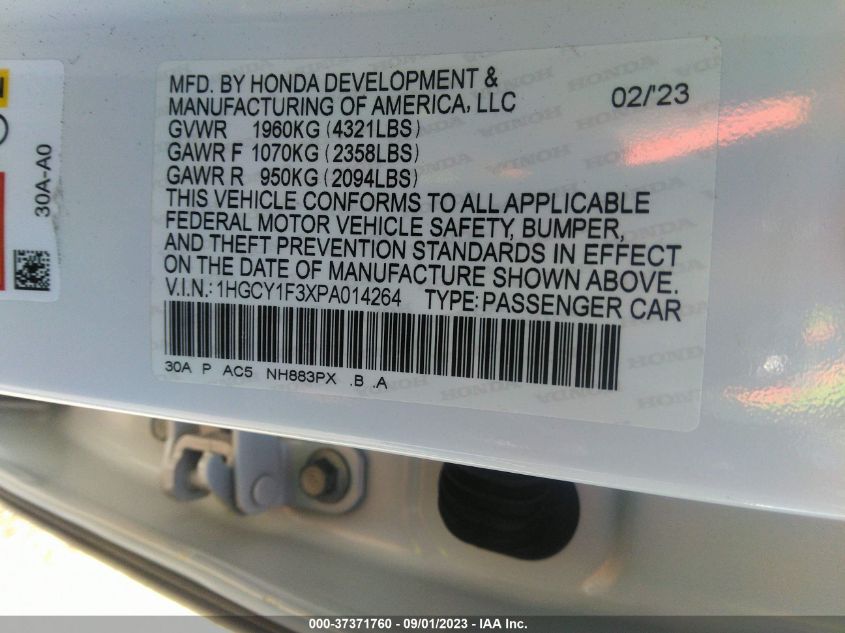 MFD. BY HONDA DEVELOPMENT &
MANUFACTURING OF AMERICA, LLC 02/'23
GVWR 1960KG (4321LBS)
GAWR F 1070KG (2358LBS)
GAWR R 950KG (2094LBS)
THIS VEHICLE CONFORMS TO ALL APPLICABLE
FEDERAL MOTOR VEHICLE SAFETY, BUMPER,
AND THEFT PREVENTION STANDARDS IN EFFECT
ON THE DATE OF MANUFACTURE SHOWN ABOVE.
V.I.N.: 1HGCY1F3XPA014264 TYPE: PASSENGER CAR
30A P AC5 NH883PX .B .A
30A-A0
000-37371760 - 09/01/2023 - IAA Inc.